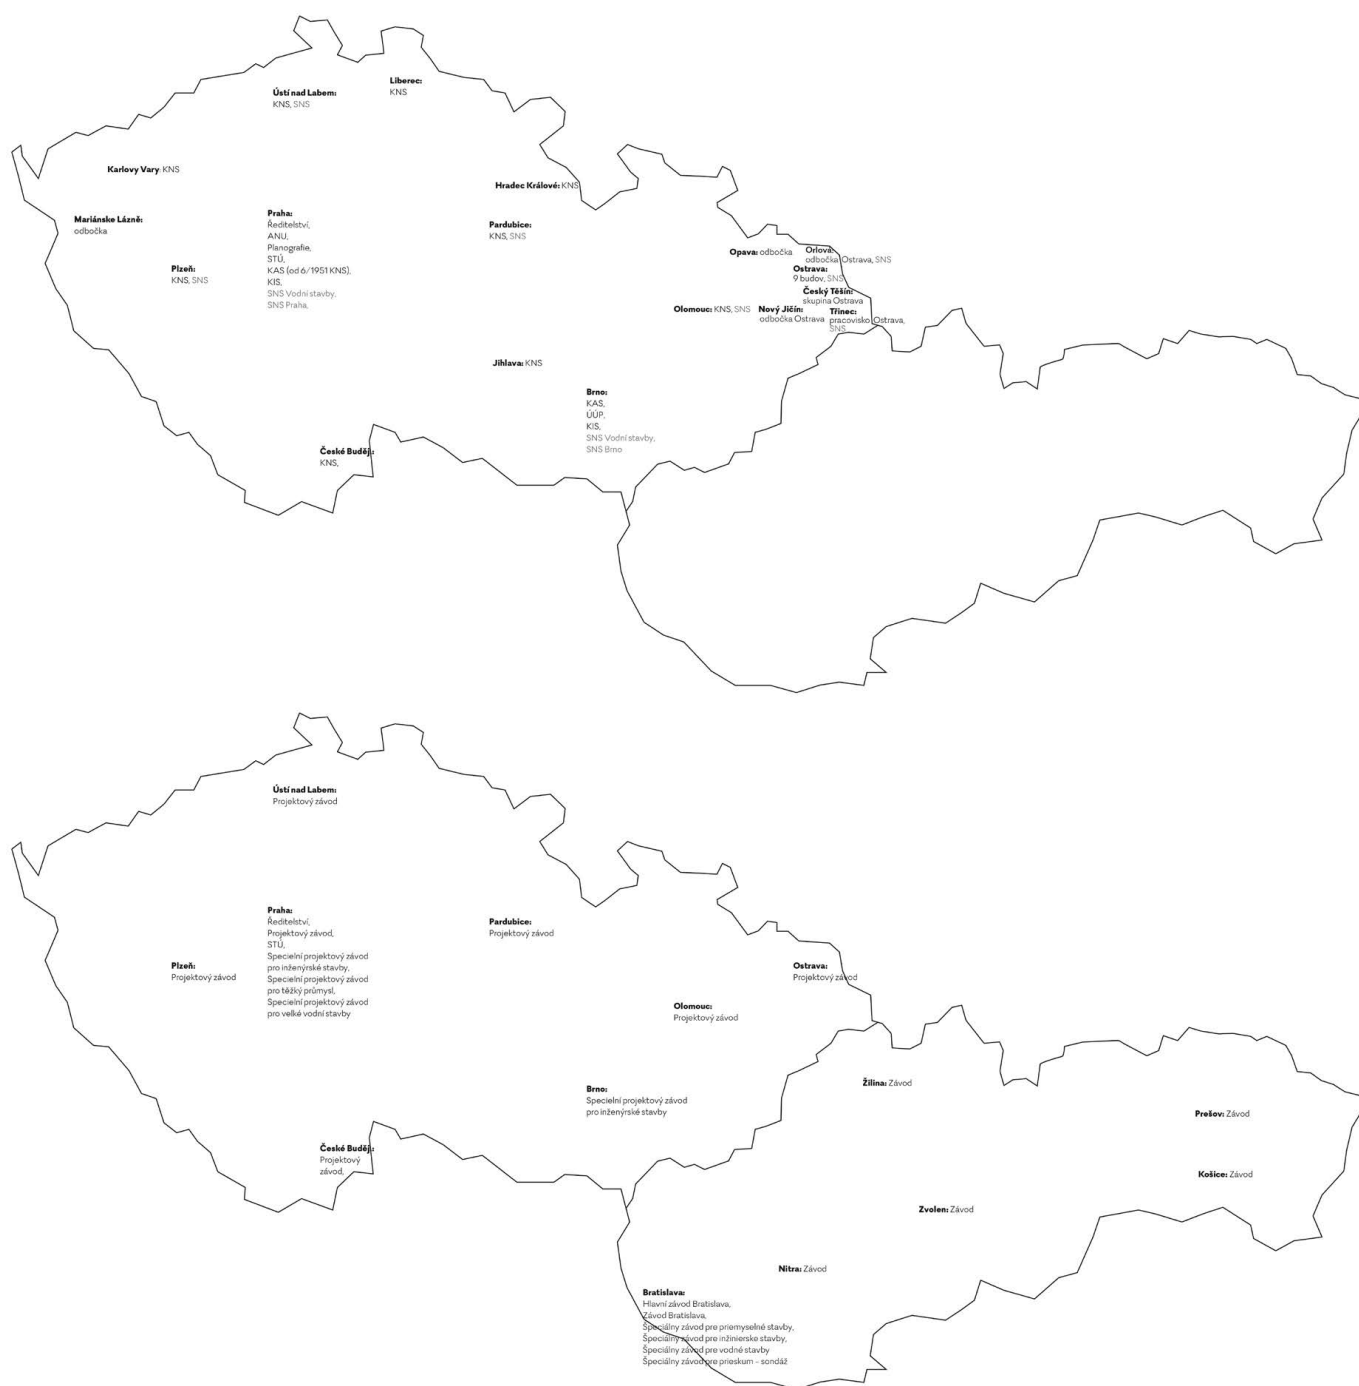 Liberec:
KNS
Ústí nad Labem:
KNS, SNS
Karlovy Vary: KNS
Hradec Králové: KNS
Mariánske Lázně:
odbočka
Praha:
Ředitelství,
ANU,
Planografie,
STÚ,
KAS (od 6/1951 KNS),
KIS,
SNS Vodní stavby,
SNS Praha,
Pardubice:
KNS, SNS
Plzeň:
KNS, SNS
Opava: odbočka
Orlová:
odbočka Ostrava, SNS
Ostrava:
9 budov, SNS
Český Těšín:
skupina Ostrava
Olomouc: KNS, SNS
Nový Jičín:
odbočka Ostrava
Třinec:
pracovisko Ostrava,
SNS
Jihlava: KNS
Brno:
KAS,
ÚÚP,
KIS,
SNS Vodní stavby,
SNS Brno
České Buděj.:
KNS,
Ústí nad Labem:
Projektový závod
Praha:
Ředitelství,
Projektový závod,
STÚ,
Specielní projektový závod
pro inženýrské stavby,
Specielní projektový závod
pro těžký průmysl,
Specielní projektový závod
pro velké vodní stavby
Pardubice:
Projektový závod
Plzeň:
Projektový závod
Ostrava:
Projektový závod
Olomouc:
Projektový závod
Brno:
Specielní projektový závod
pro inženýrské stavby
České Buděj.:
Projektový
závod,
Žilina: Závod
Prešov: Závod
Košice: Závod
Zvolen: Závod
Nitra: Závod
Bratislava:
Hlavní závod Bratislava,
Závod Bratislava,
Špeciálny závod pre priemyselné stavby,
Špeciálny závod pre inžinierske stavby,
Špeciálny závod pre vodné stavby
Špeciálny závod pre prieskum – sondáž